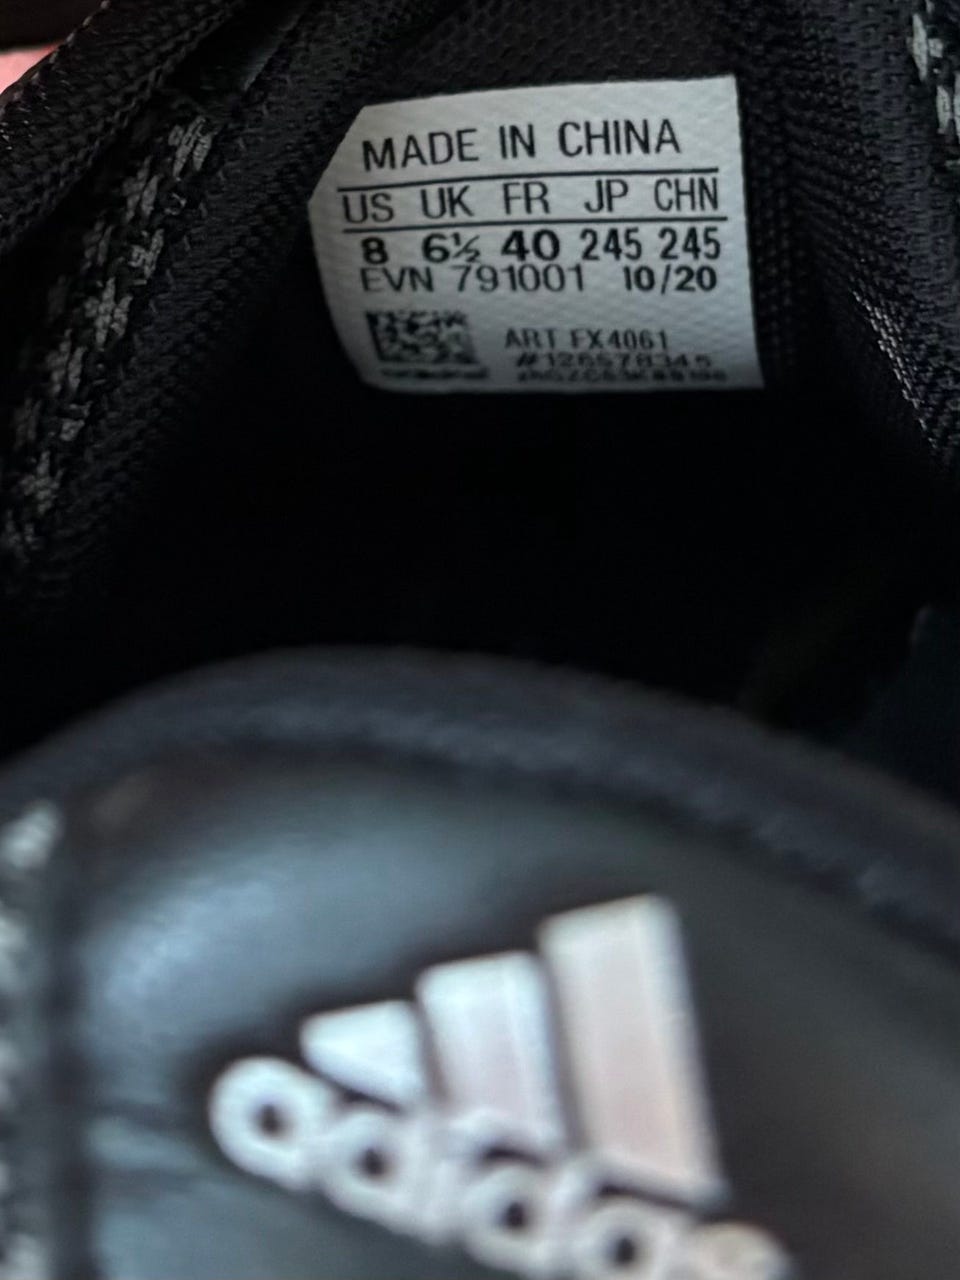 MADE IN CHINA
US UK FR JP CHN
8 6½ 40 245 245
EVN 791001 10/20
ART FX4061
#126578345
adidas